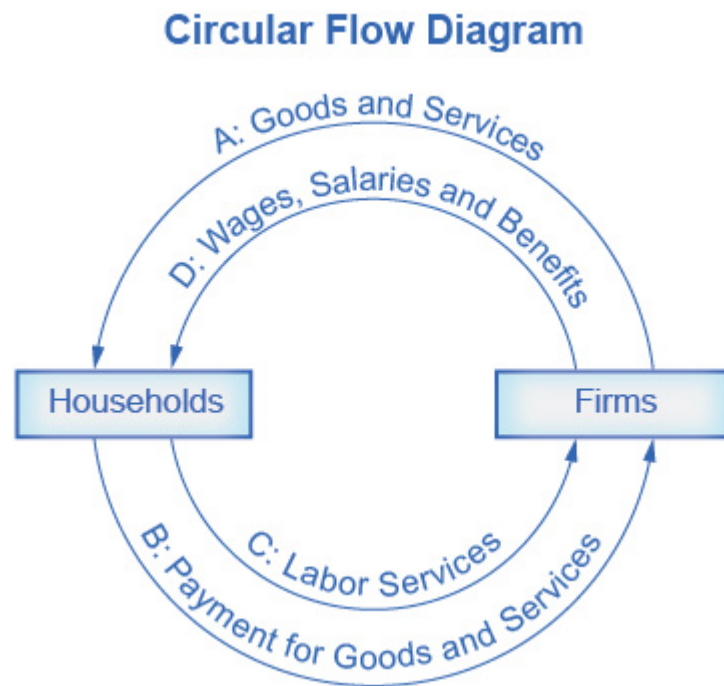 Circular Flow Diagram
A: Goods and Services
D: Wages, Salaries and Benefits
Households
Firms
C: Labor Services
B: Payment for Goods and Services